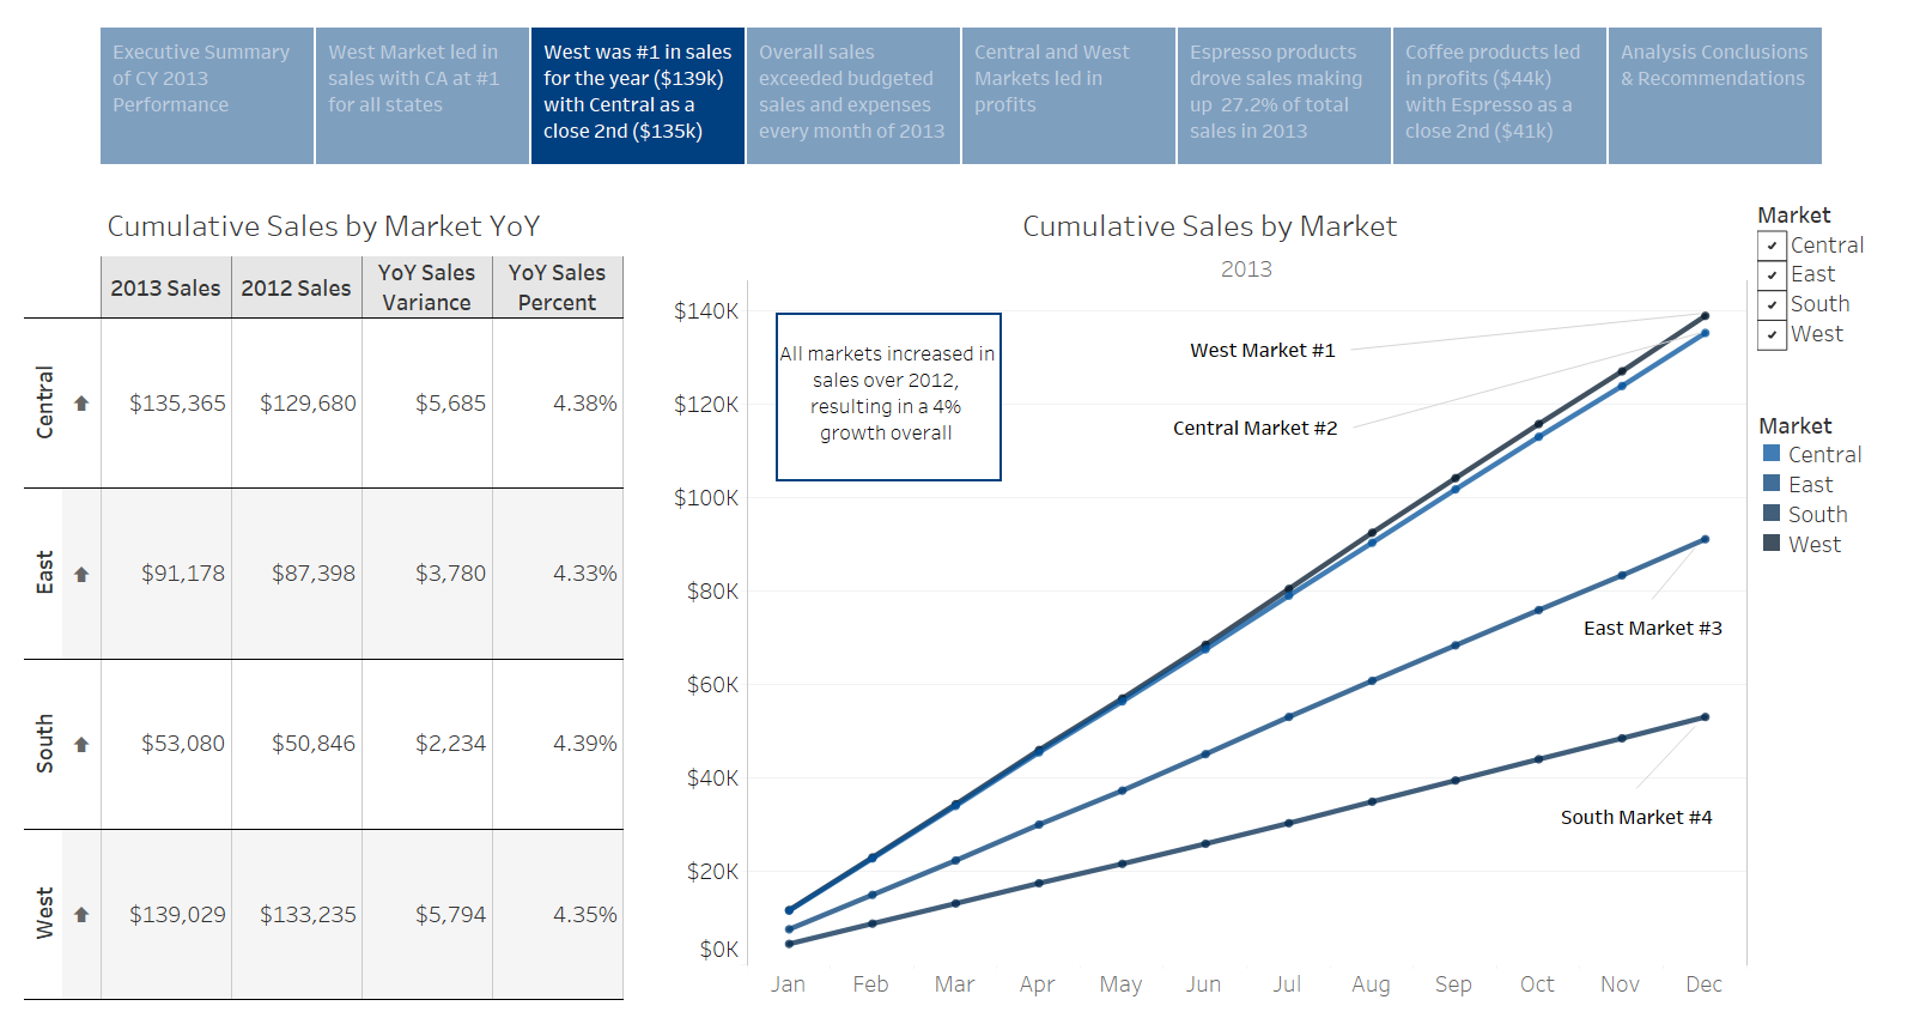 Executive Summary
of CY 2013
Performance
West Market led in
sales with CA at #1
for all states
West was #1 in sales
for the year ($139k)
with Central as a
close 2nd ($135k)
Overall sales
exceeded budgeted
sales and expenses
every month of 2013
Central and West
Markets led in
profits
Espresso products
drove sales making
up 27.2% of total
sales in 2013
Coffee products led
in profits ($44k)
with Espresso as a
close 2nd ($41k)
Analysis Conclusions
& Recommendations
Cumulative Sales by Market YoY
2013 Sales 2012 Sales YoY Sales Variance YoY Sales Percent
Central $135,365 $129,680 $5,685 4.38%
East $91,178 $87,398 $3,780 4.33%
South $53,080 $50,846 $2,234 4.39%
West $139,029 $133,235 $5,794 4.35%
Cumulative Sales by Market
2013
$140K
$120K
$100K
$80K
$60K
$40K
$20K
$0K
All markets increased in
sales over 2012,
resulting in a 4%
growth overall
West Market #1
Central Market #2
East Market #3
South Market #4
Jan Feb Mar Apr May Jun Jul Aug Sep Oct Nov Dec
Market
Central
East
South
West
Market
Central
East
South
West